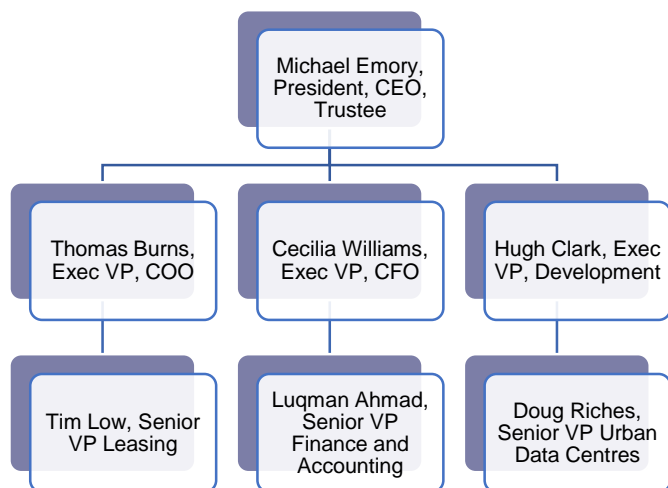 Michael Emory,
President, CEO,
Trustee
Thomas Burns,
Exec VP, COO
Cecilia Williams,
Exec VP, CFO
Hugh Clark, Exec
VP, Development
Tim Low, Senior
VP Leasing
Luqman Ahmad,
Senior VP
Finance and
Accounting
Doug Riches,
Senior VP Urban
Data Centres